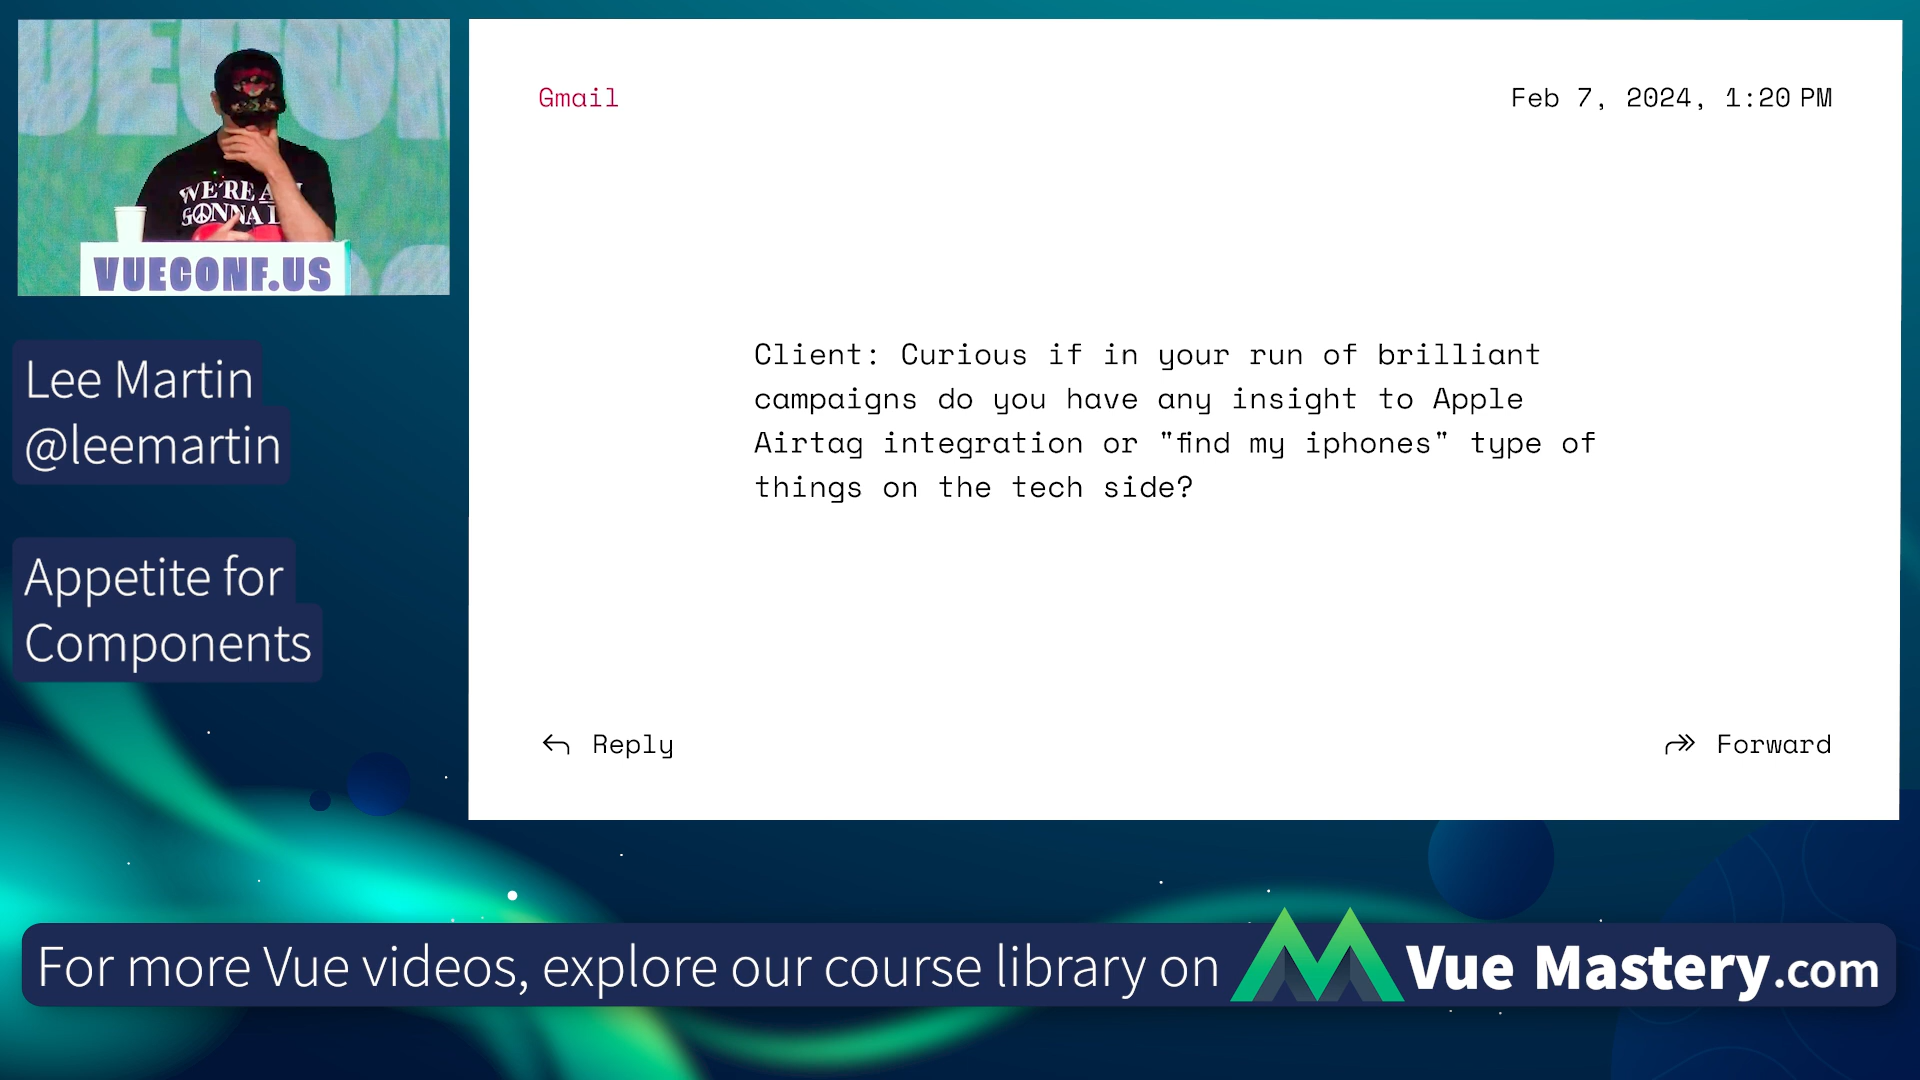 WE'RE
GONNA
VUECONF.US
Lee Martin
@leemartin
Appetite for
Components
Gmail
Feb 7, 2024, 1:20 PM
Client: Curious if in your run of brilliant
campaigns do you have any insight to Apple
Airtag integration or "find my iphones" type of
things on the tech side?
Reply
Forward
For more Vue videos, explore our course library on Vue Mastery.com